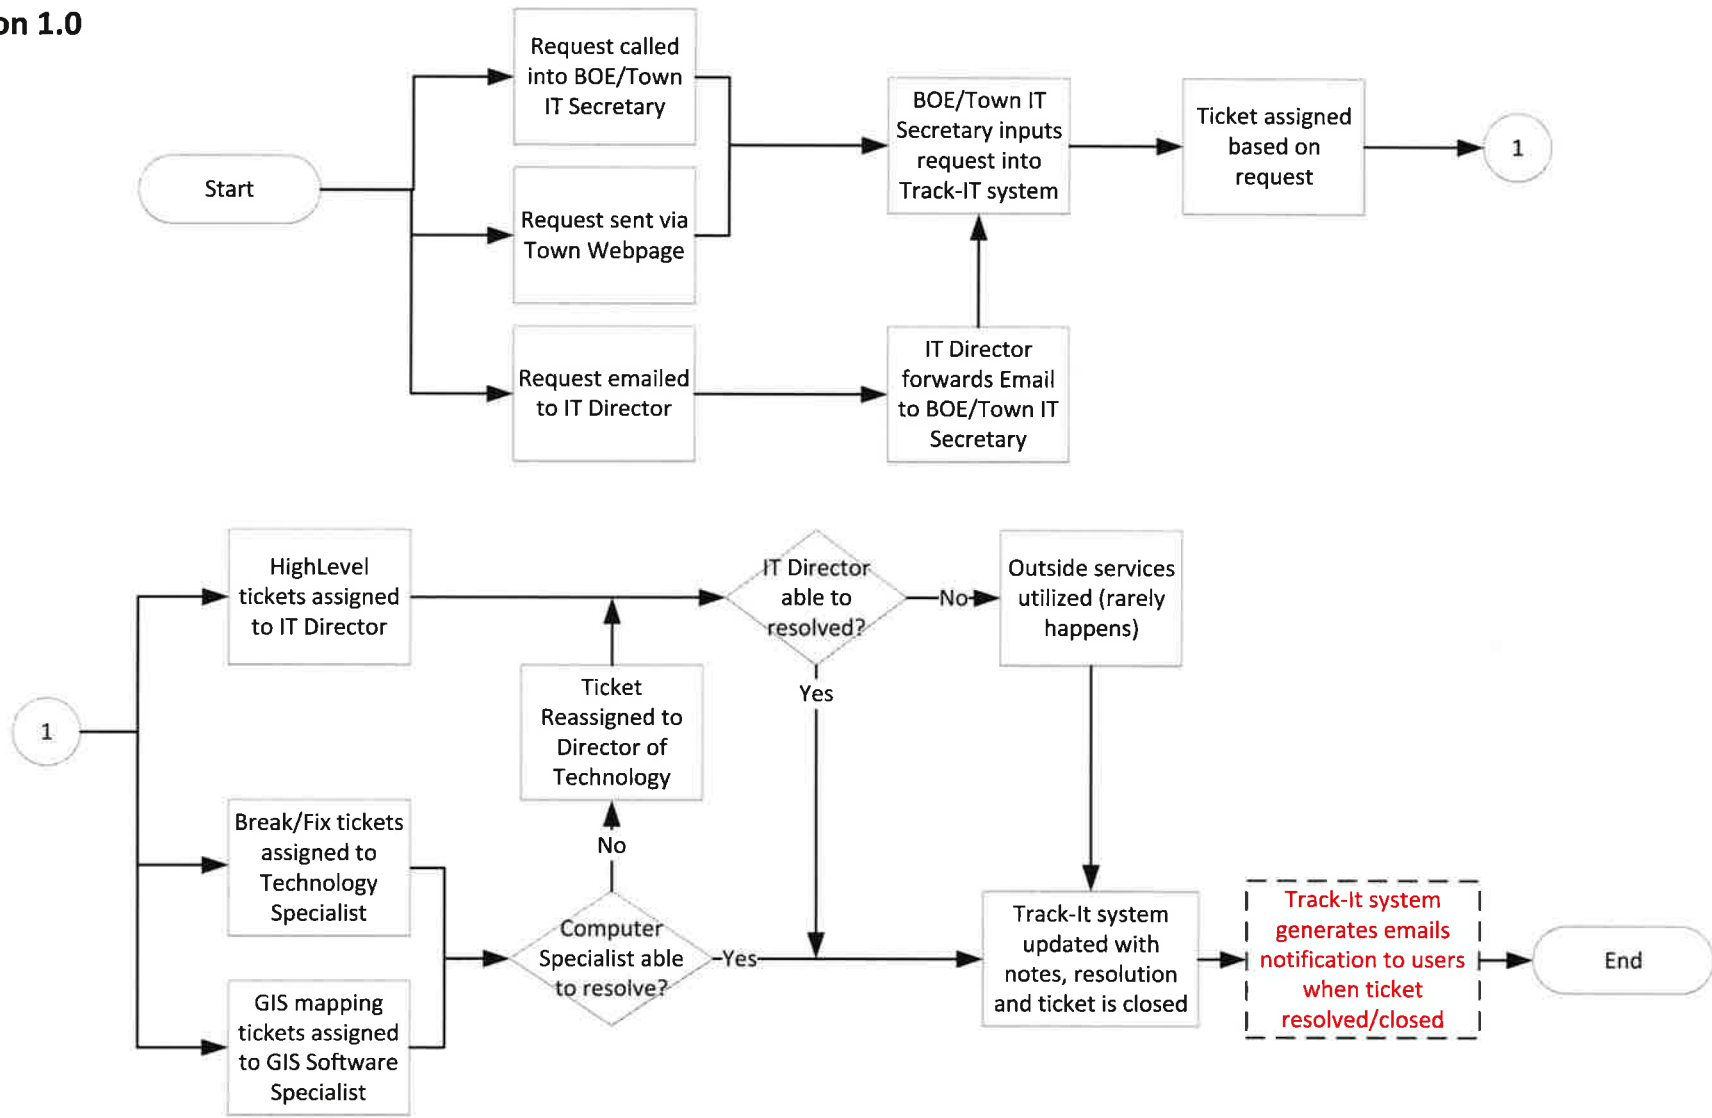 on 1.0
Request called
into BOE/Town
IT Secretary
Start
Request sent via
Town Webpage
Request emailed
to IT Director
BOE/Town IT
Secretary inputs
request into
Track-IT system
IT Director
forwards Email
to BOE/Town IT
Secretary
Ticket assigned
based on
request
1
1
HighLevel
tickets assigned
to IT Director
Break/Fix tickets
assigned to
Technology
Specialist
GIS mapping
tickets assigned
to GIS Software
Specialist
Ticket
Reassigned to
Director of
Technology
No
Computer
Specialist able
to resolve?
Yes
IT Director
able to
resolved?
No
Yes
Outside services
utilized (rarely
happens)
Track-It system
updated with
notes, resolution
and ticket is closed
Track-It system
generates emails
notification to users
when ticket
resolved/closed
End